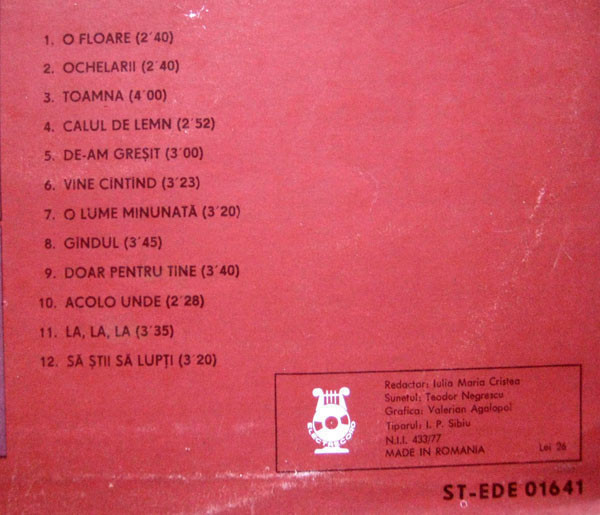 1. O FLOARE (2´40)
2. OCHELARII (2´40)
3. TOAMNA (4´00)
4. CALUL DE LEMN (2´52)
5. DE-AM GREȘIT (3´00)
6. VINE CÎNTÎND (3´23)
7. O LUME MINUNATĂ (3´20)
8. GÎNDUL (3´45)
9. DOAR PENTRU TINE (3´40)
10. ACOLO UNDE (2´28)
11. LA, LA, LA (3´35)
12. SĂ ȘTII SĂ LUPȚI (3´20)
ELECTRECORD
Redactor: Iulia Maria Cristea
Sunetul: Teodor Negrescu
Grafica: Valerian Agalopol
Tiparul: I. P. Sibiu
N.I.I. 433/77
MADE IN ROMANIA Lei 26
ST-EDE 01641